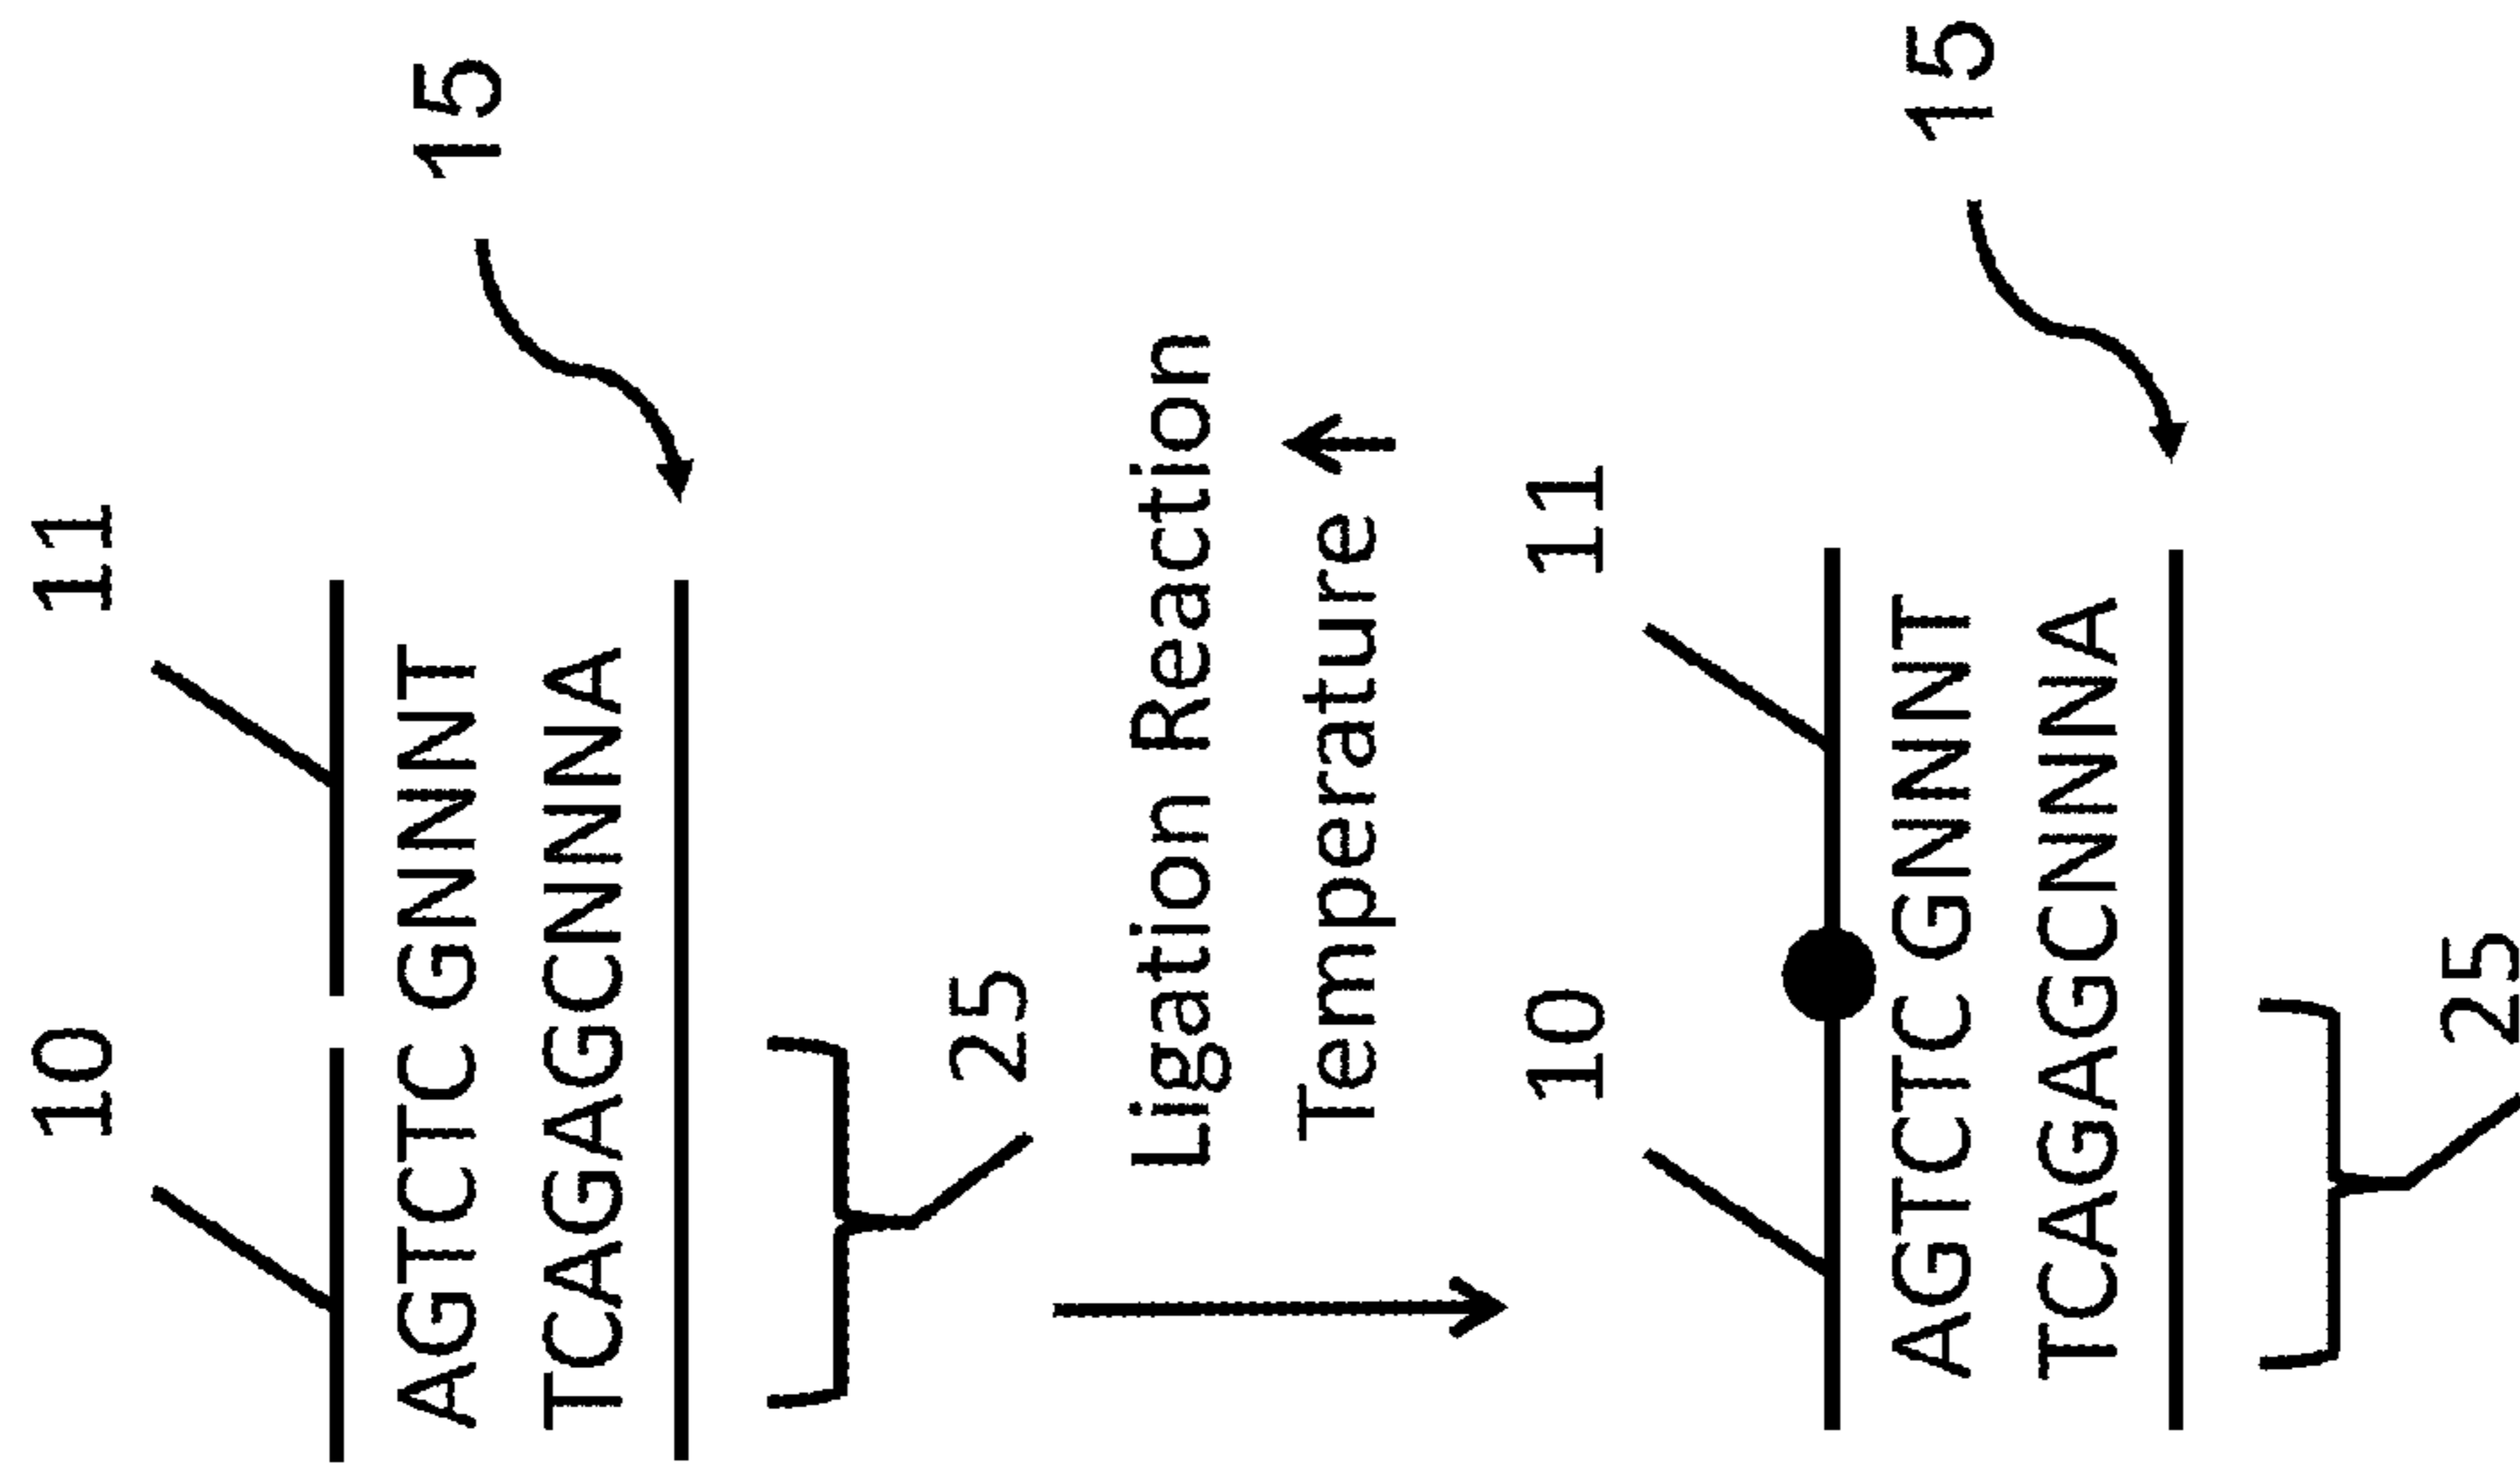 10 11
AGTCTC GNNNT
TCAGAGCNNNA
15
25
Ligation Reaction
Temperature ↑
10 11
AGTCTC GNNNT
TCAGAGCNNNA
15
25